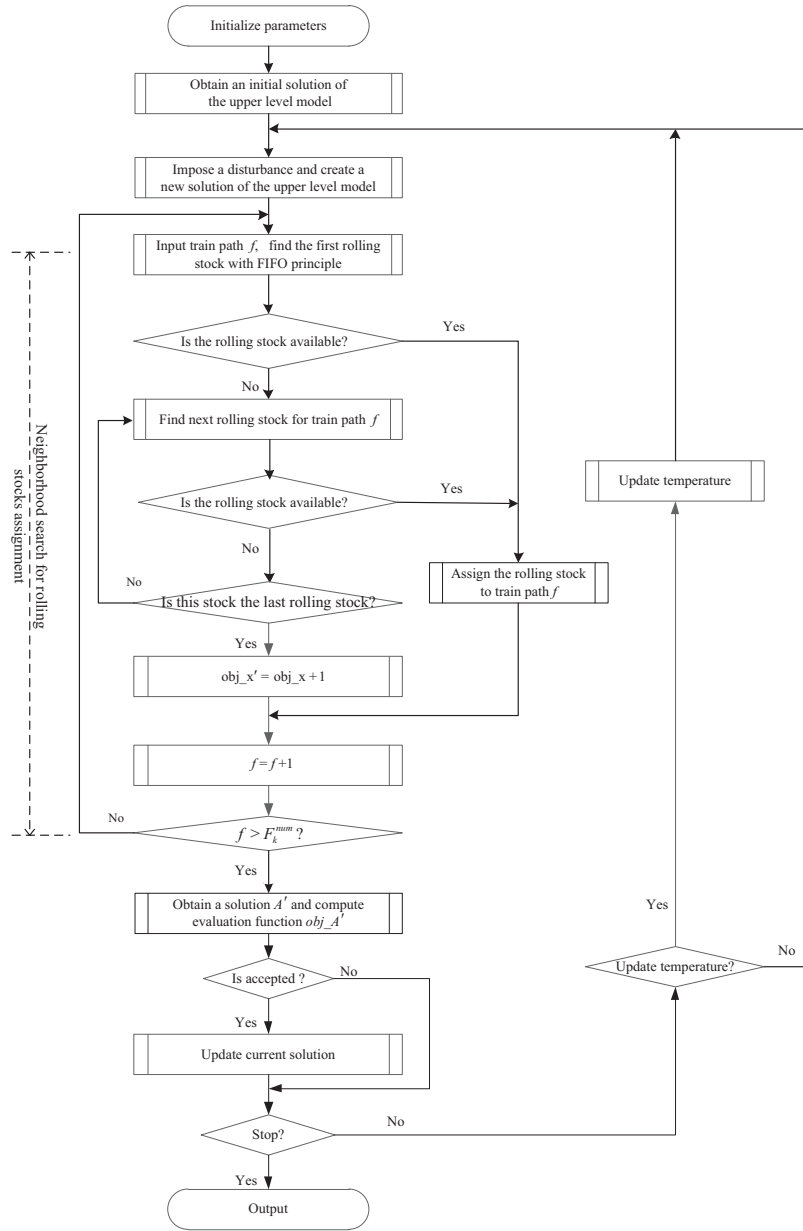 Initialize parameters
Obtain an initial solution of
the upper level model
Impose a disturbance and create a
new solution of the upper level model
Input train path f, find the first rolling
stock with FIFO principle
Is the rolling stock available?
Yes
No
Find next rolling stock for train path f
Is the rolling stock available?
Yes
No
Update temperature
Neighborhood search for rolling
stocks assignment
No
Is this stock the last rolling stock?
Assign the rolling stock
to train path f
Yes
obj_x′ = obj_x +1
f = f +1
No
f > F_k^num ?
Yes
Obtain a solution A′ and compute
evaluation function obj_A′
Yes
Is accepted ?
No
Update temperature?
No
Yes
Update current solution
Stop?
No
Yes
Output